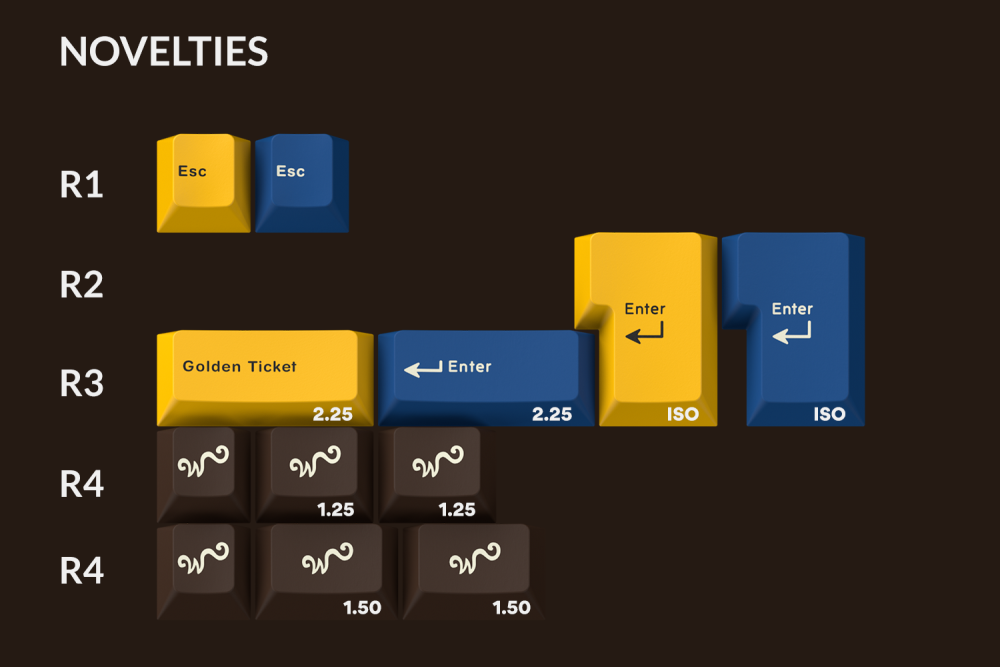 NOVELTIES
R1
Esc
Esc
R2
Enter
Enter
R3
Golden Ticket
Enter
2.25
2.25
ISO
ISO
R4
W
W
W
1.25
1.25
R4
W
W
W
1.50
1.50